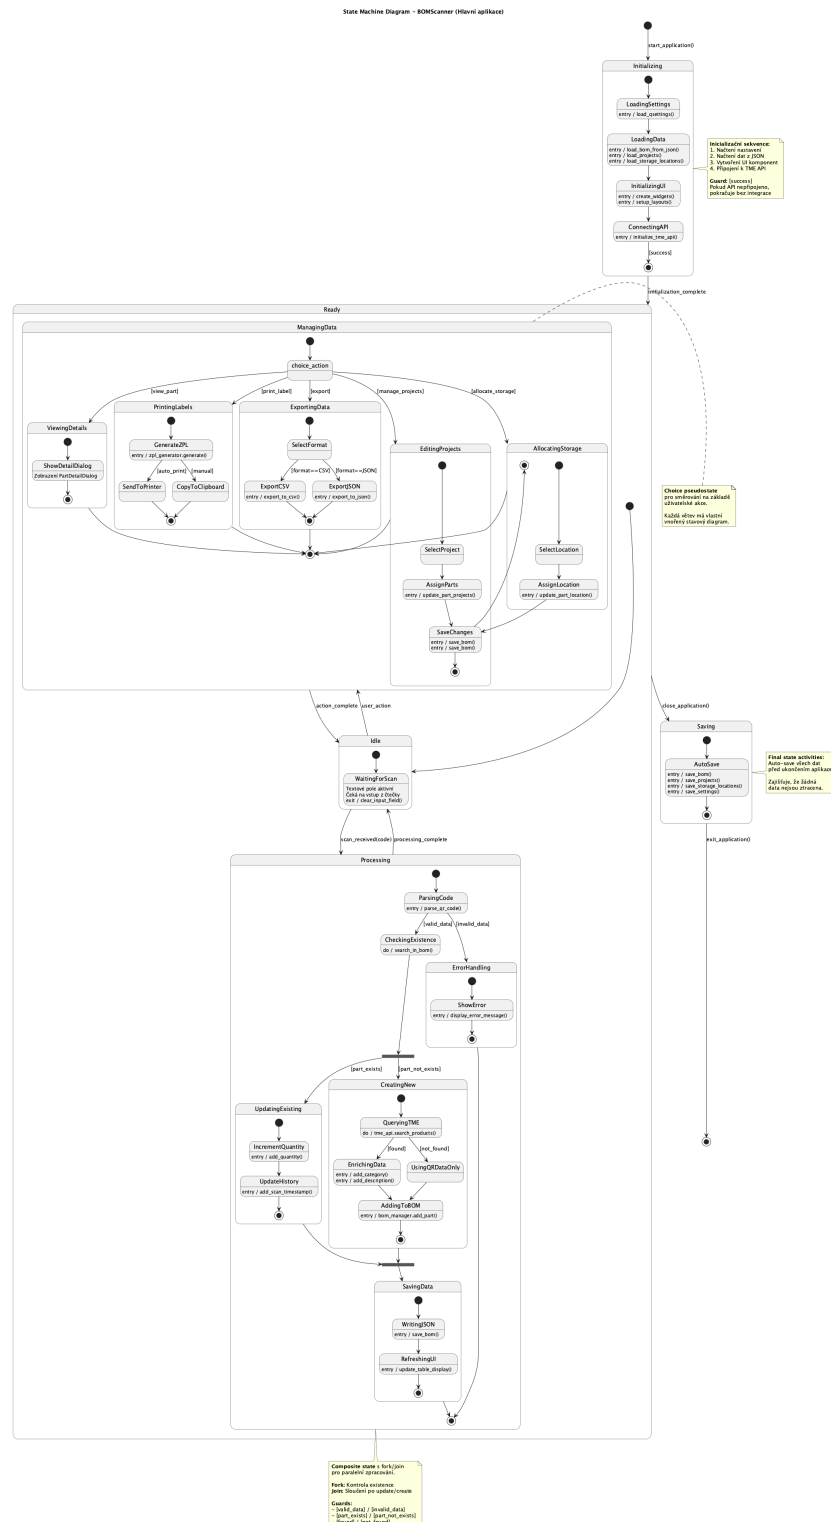 State Machine Diagram - BOMScanner (Hlavní aplikace)
start_application()
Initializing
LoadingSettings
entry / load_qsettings()
LoadingData
entry / load_bom_from_json()
entry / load_projects()
entry / load_storage_locations()
InitializingUI
entry / create_widgets()
entry / setup_layouts()
ConnectingAPI
entry / initialize_tme_api()
[success]
Inicializační sekvence:
1. Načtení nastavení
2. Načtení dat z JSON
3. Vytvoření UI komponent
4. Připojení k TME API
Guard: [success]
Pokud API nepřipojeno,
pokračuje bez integrace
initialization_complete
Ready
ManagingData
choice_action
[view_part]
[print_label]
[export]
[manage_projects]
[allocate_storage]
ViewingDetails
ShowDetailDialog
Zobrazení PartDetailDialog
PrintingLabels
GenerateZPL
entry / zpl_generator.generate()
[auto_print]
[manual]
SendToPrinter
CopyToClipboard
ExportingData
SelectFormat
[format==CSV]
[format==JSON]
ExportCSV
entry / export_to_csv()
ExportJSON
entry / export_to_json()
EditingProjects
SelectProject
AssignParts
entry / update_part_projects()
SaveChanges
entry / save_bom()
entry / save_bom()
AllocatingStorage
SelectLocation
AssignLocation
entry / update_part_location()
Choice pseudostate
pro směrování na základě
uživatelské akce.
Každá větev má vlastní
vnořený stavový diagram.
action_complete
user_action
close_application()
Idle
WaitingForScan
Textové pole aktivní
Čeká na vstup z čtečky
exit / clear_input_field()
Saving
AutoSave
entry / save_bom()
entry / save_projects()
entry / save_storage_locations()
entry / save_settings()
Final state activities:
Auto-save všech dat
před ukončením aplikace
Zajišťuje, že žádná
data nejsou ztracena.
exit_application()
scan_received(code)
processing_complete
Processing
ParsingCode
entry / parse_qr_code()
[valid_data]
[invalid_data]
CheckingExistence
do / search_in_bom()
ErrorHandling
ShowError
entry / display_error_message()
[part_exists]
[part_not_exists]
UpdatingExisting
IncrementQuantity
entry / add_quantity()
UpdateHistory
entry / add_scan_timestamp()
CreatingNew
QueryingTME
do / tme_api.search_products()
[found]
[not_found]
EnrichingData
entry / add_category()
entry / add_description()
UsingQRDataOnly
AddingToBOM
entry / bom_manager.add_part()
SavingData
WritingJSON
entry / save_bom()
RefreshingUI
entry / update_table_display()
Composite state s fork/join
pro paralelní zpracování.
Fork: Kontrola existence
Join: Sloučení po update/create
Guards:
- [valid_data] / [invalid_data]
- [part_exists] / [part_not_exists]